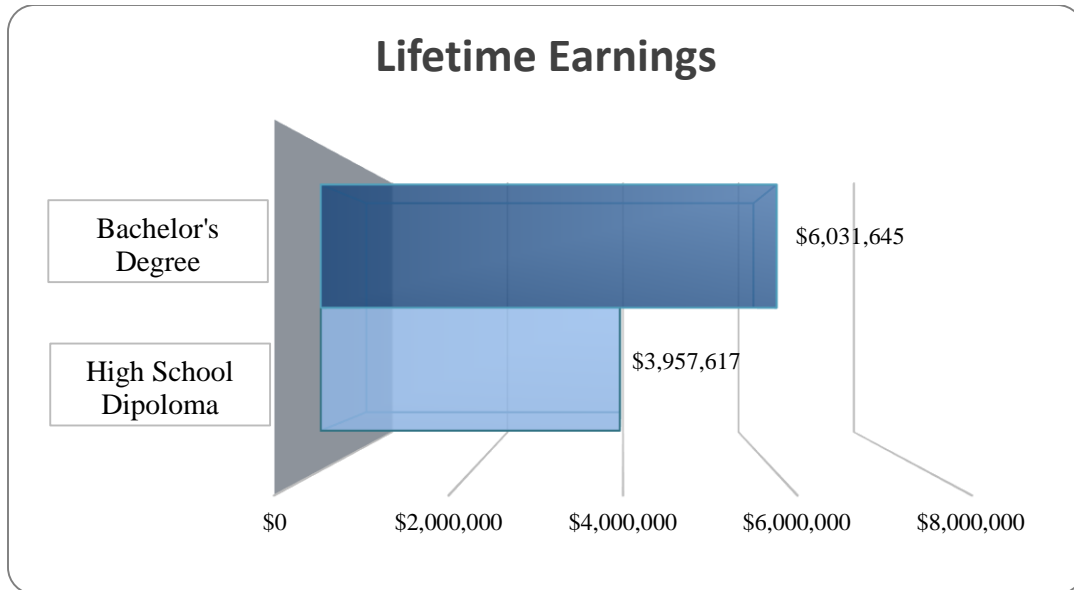 Lifetime Earnings
Bachelor's
Degree
$6,031,645
High School
Dipoloma
$3,957,617
$0 $2,000,000 $4,000,000 $6,000,000 $8,000,000